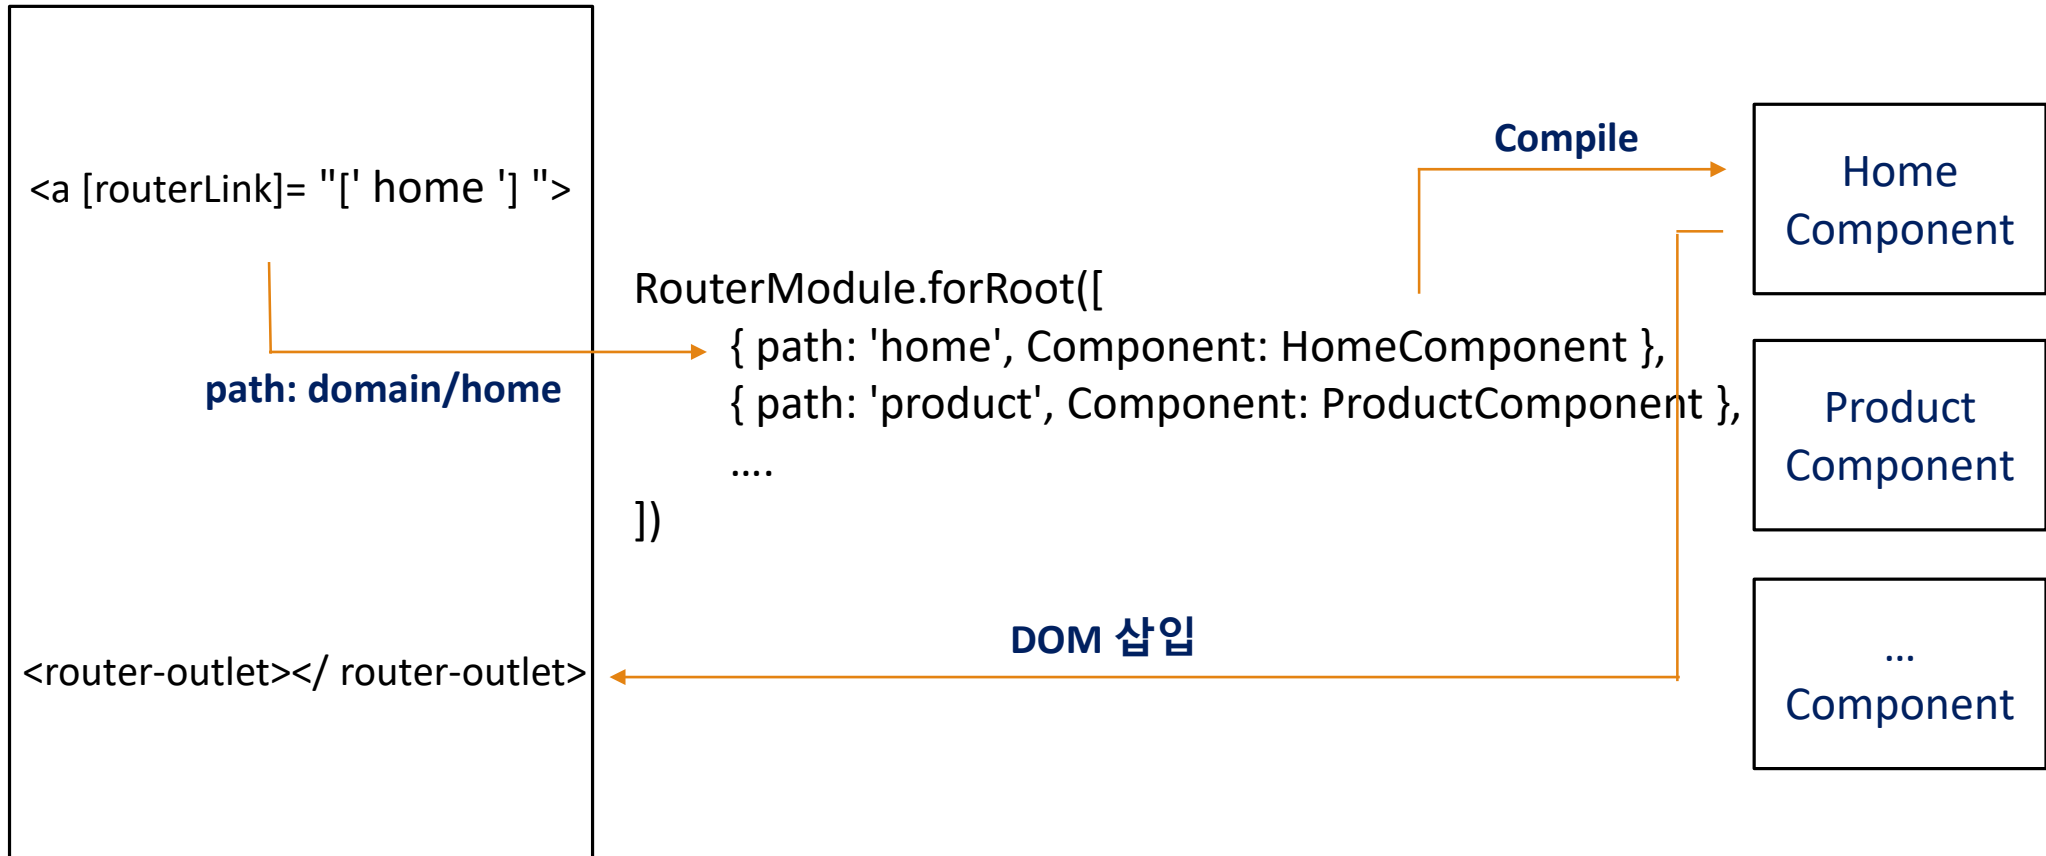 <a [routerLink]= "[' home '] ">
path: domain/home
<router-outlet></ router-outlet>
RouterModule.forRoot([
{ path: 'home', Component: HomeComponent },
{ path: 'product', Component: ProductComponent },
....
])
Compile
DOM 삽입
Home
Component
Product
Component
...
Component